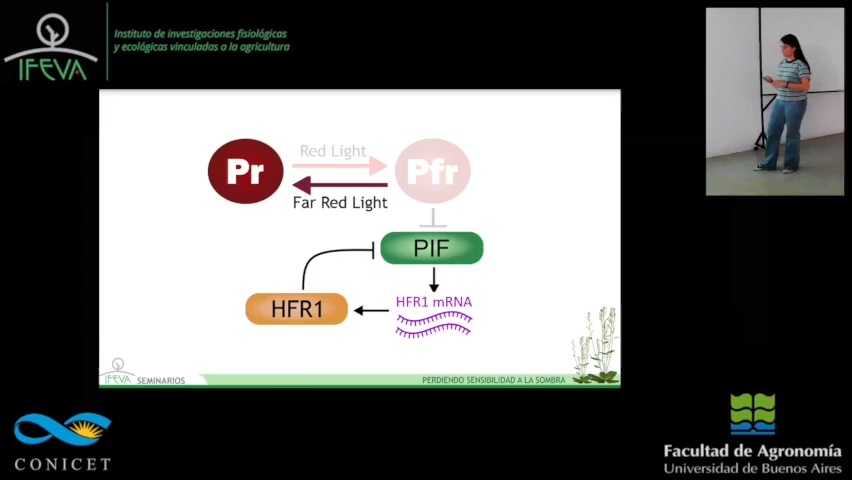 Instituto de investigaciones fisiológicas
y ecológicas vinculadas a la agricultura
IFEVA
Red Light
Pr
Pfr
Far Red Light
PIF
HFR1 mRNA
HFR1
IFEVA SEMINARIOS
PERDIENDO SENSIBILIDAD A LA SOMBRA
CONICET
Facultad de Agronomía
Universidad de Buenos Aires